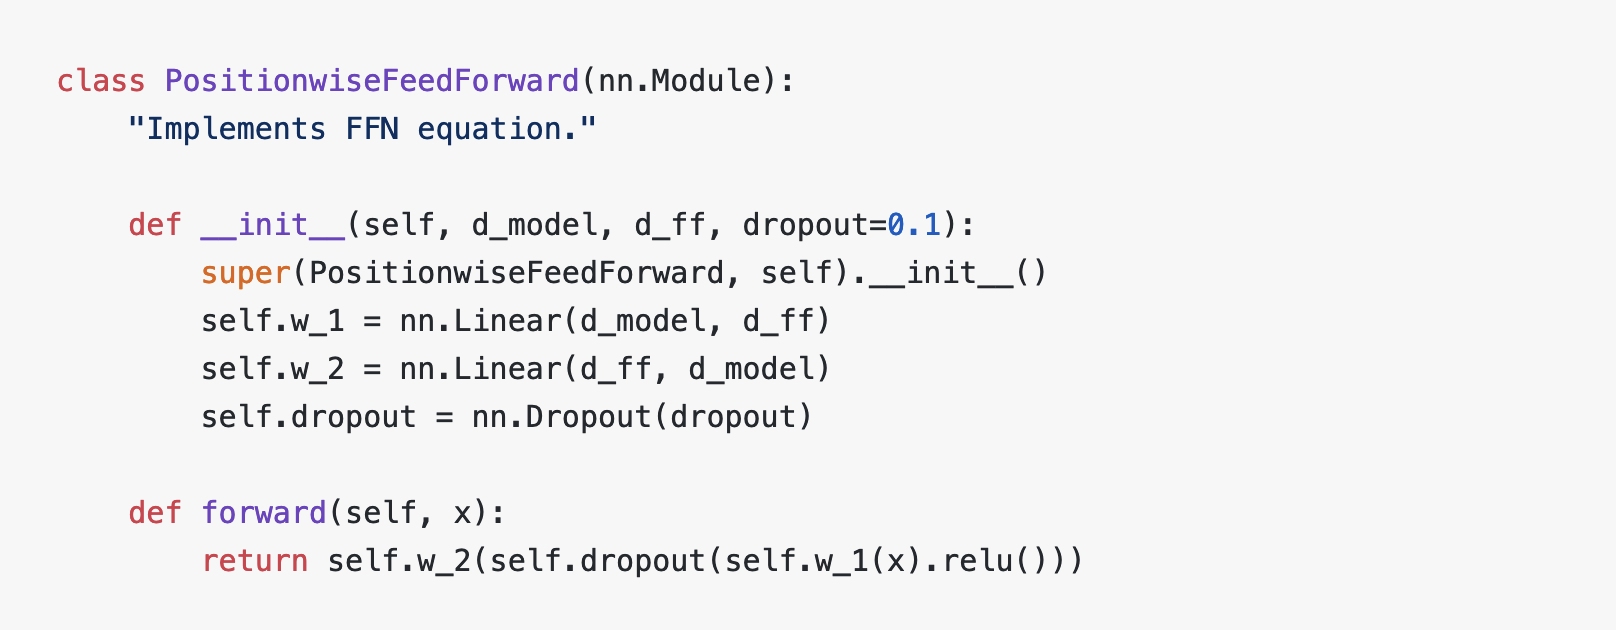 class PositionwiseFeedForward(nn.Module):
    "Implements FFN equation."

    def __init__(self, d_model, d_ff, dropout=0.1):
        super(PositionwiseFeedForward, self).__init__()
        self.w_1 = nn.Linear(d_model, d_ff)
        self.w_2 = nn.Linear(d_ff, d_model)
        self.dropout = nn.Dropout(dropout)

    def forward(self, x):
        return self.w_2(self.dropout(self.w_1(x).relu()))